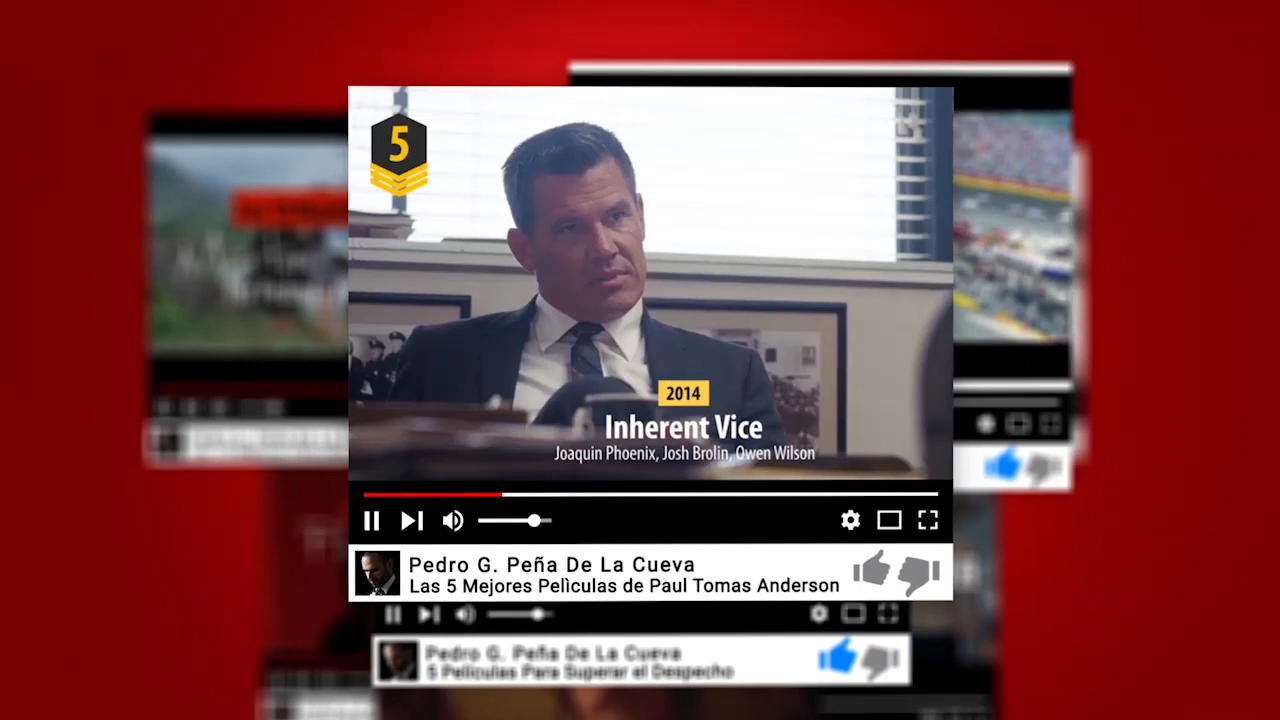 5
2014
Inherent Vice
Joaquin Phoenix, Josh Brolin, Owen Wilson
Pedro G. Peña De La Cueva
Las 5 Mejores Pelìculas de Paul Tomas Anderson
Pedro G. Peña De La Cueva
5 Peliculas Para Superar el Despecho